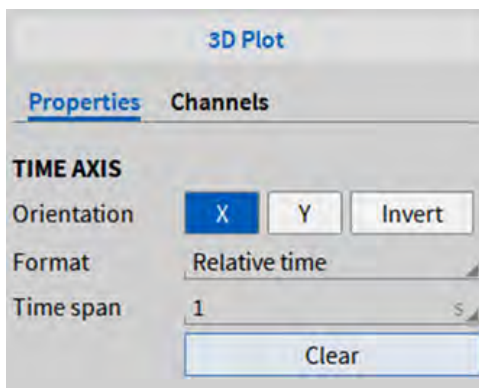 3D Plot
Properties Channels
TIME AXIS
Orientation X Y Invert
Format Relative time
Time span 1 s
Clear